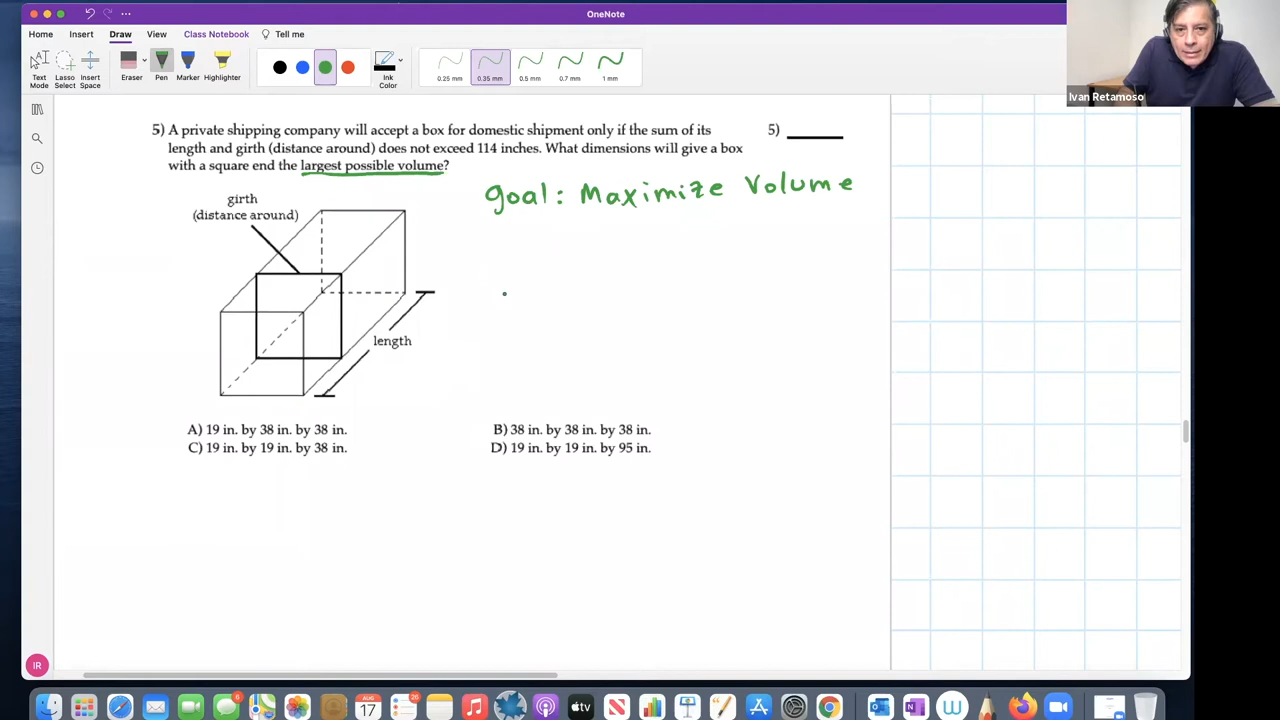 OneNote
Home Insert Draw View Class Notebook Tell me
Text Mode Lasso Select Insert Space Eraser Pen Marker Highlighter Ink Color 0.25 mm 0.35 mm 0.5 mm 0.7 mm 1 mm
Ivan Retamoso
5) A private shipping company will accept a box for domestic shipment only if the sum of its 5)
length and girth (distance around) does not exceed 114 inches. What dimensions will give a box
with a square end the largest possible volume?
goal: Maximize Volume
girth
(distance around)
length
A) 19 in. by 38 in. by 38 in. B) 38 in. by 38 in. by 38 in.
C) 19 in. by 19 in. by 38 in. D) 19 in. by 19 in. by 95 in.
IR
6
AUG
17
26
tv
N
W